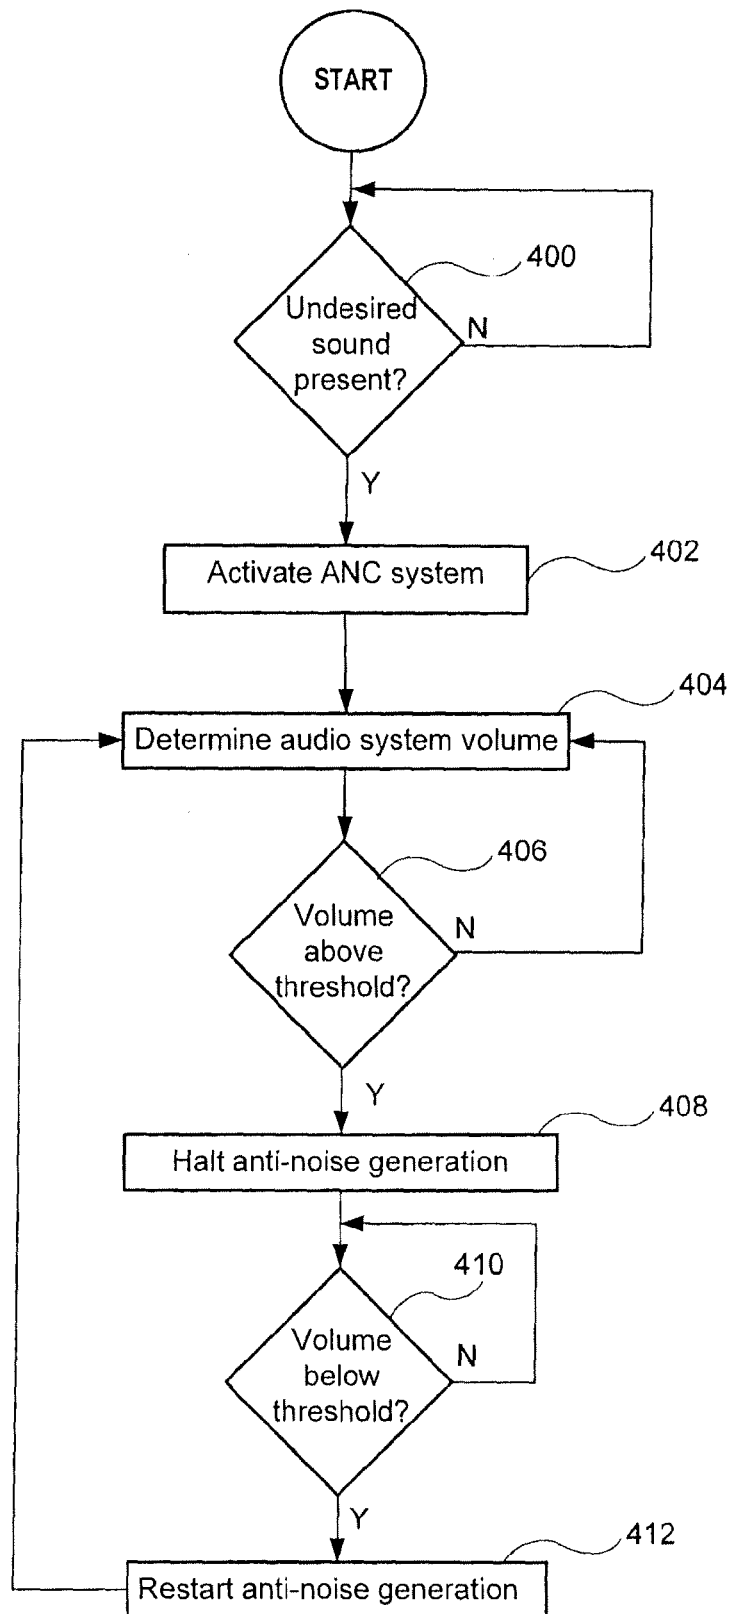 START
400
Undesired
sound
present?
N
Y
402
Activate ANC system
404
Determine audio system volume
406
Volume
above
threshold?
N
Y
408
Halt anti-noise generation
410
Volume
below
threshold?
N
Y
412
Restart anti-noise generation